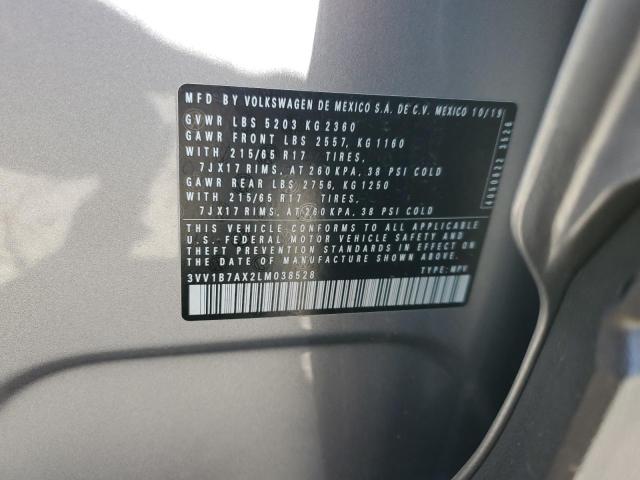 MFD BY VOLKSWAGEN DE MEXICO S.A. DE C.V. MEXICO 10/19
GVWR LBS 5203 KG 2360
GAWR FRONT LBS 2557, KG 1160
WITH 215/65 R17 TIRES,
7JX17 RIMS, AT 260 KPA, 38 PSI COLD
GAWR REAR LBS 2756, KG 1250
WITH 215/65 R17 TIRES,
7JX17 RIMS, AT 260 KPA, 38 PSI COLD
THIS VEHICLE CONFORMS TO ALL APPLICABLE
U.S. FEDERAL MOTOR VEHICLE SAFETY AND
THEFT PREVENTION STANDARDS IN EFFECT ON
THE DATE OF MANUFACTURE SHOWN ABOVE
3VV1B7AX2LM038528 TYPE: MPV